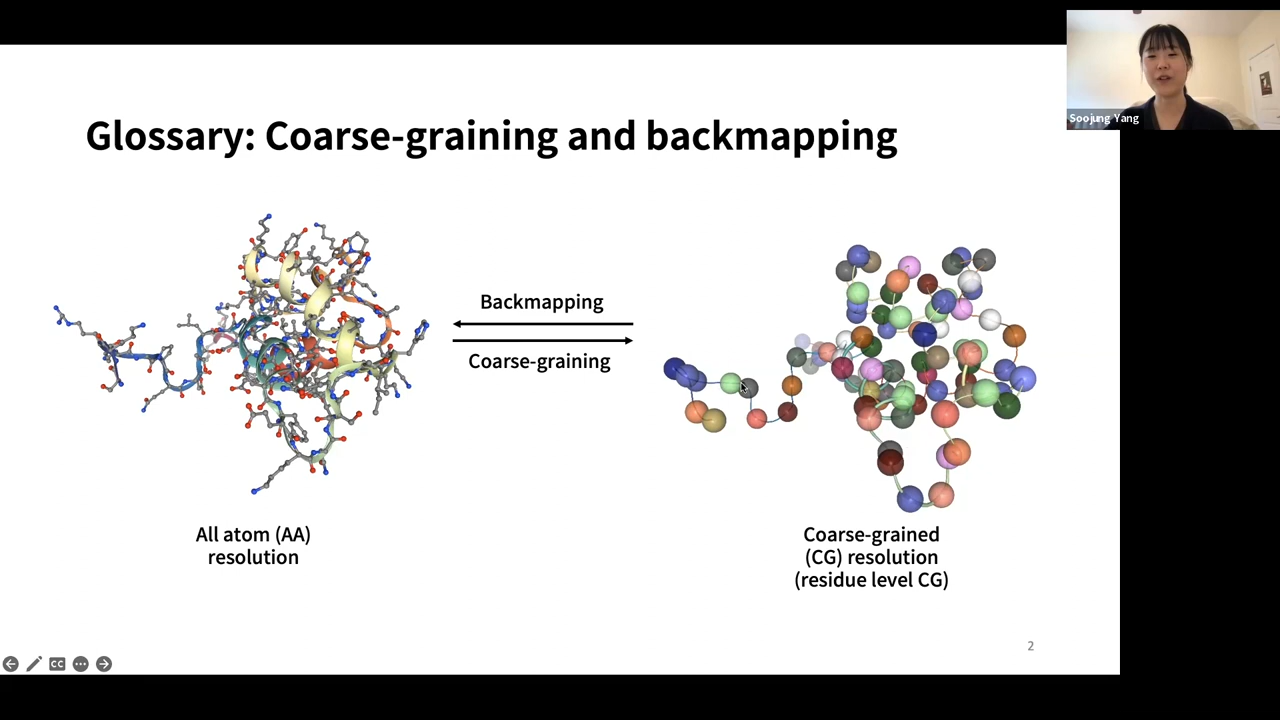 Soojung Yang
Glossary: Coarse-graining and backmapping
Backmapping
Coarse-graining
All atom (AA)
resolution
Coarse-grained
(CG) resolution
(residue level CG)
2
CC